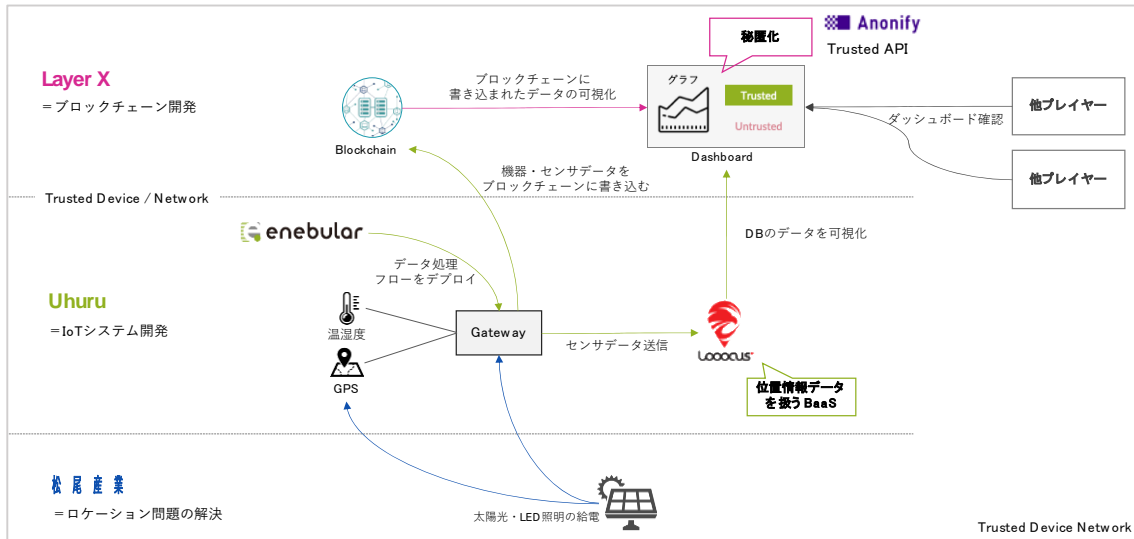 Anonify
Trusted API
秘匿化
Layer X
＝ブロックチェーン開発
ブロックチェーンに
書き込まれたデータの可視化
グラフ
Trusted
Untrusted
他プレイヤー
ダッシュボード確認
Blockchain
Dashboard
機器・センサデータを
ブロックチェーンに書き込む
他プレイヤー
Trusted Device / Network
enebular
DBのデータを可視化
データ処理
フローをデプロイ
Uhuru
＝IoTシステム開発
温湿度
Gateway
センサデータ送信
Looocus
GPS
位置情報データ
を扱うBaaS
松尾産業
＝ロケーション問題の解決
太陽光・LED照明の給電
Trusted Device Network